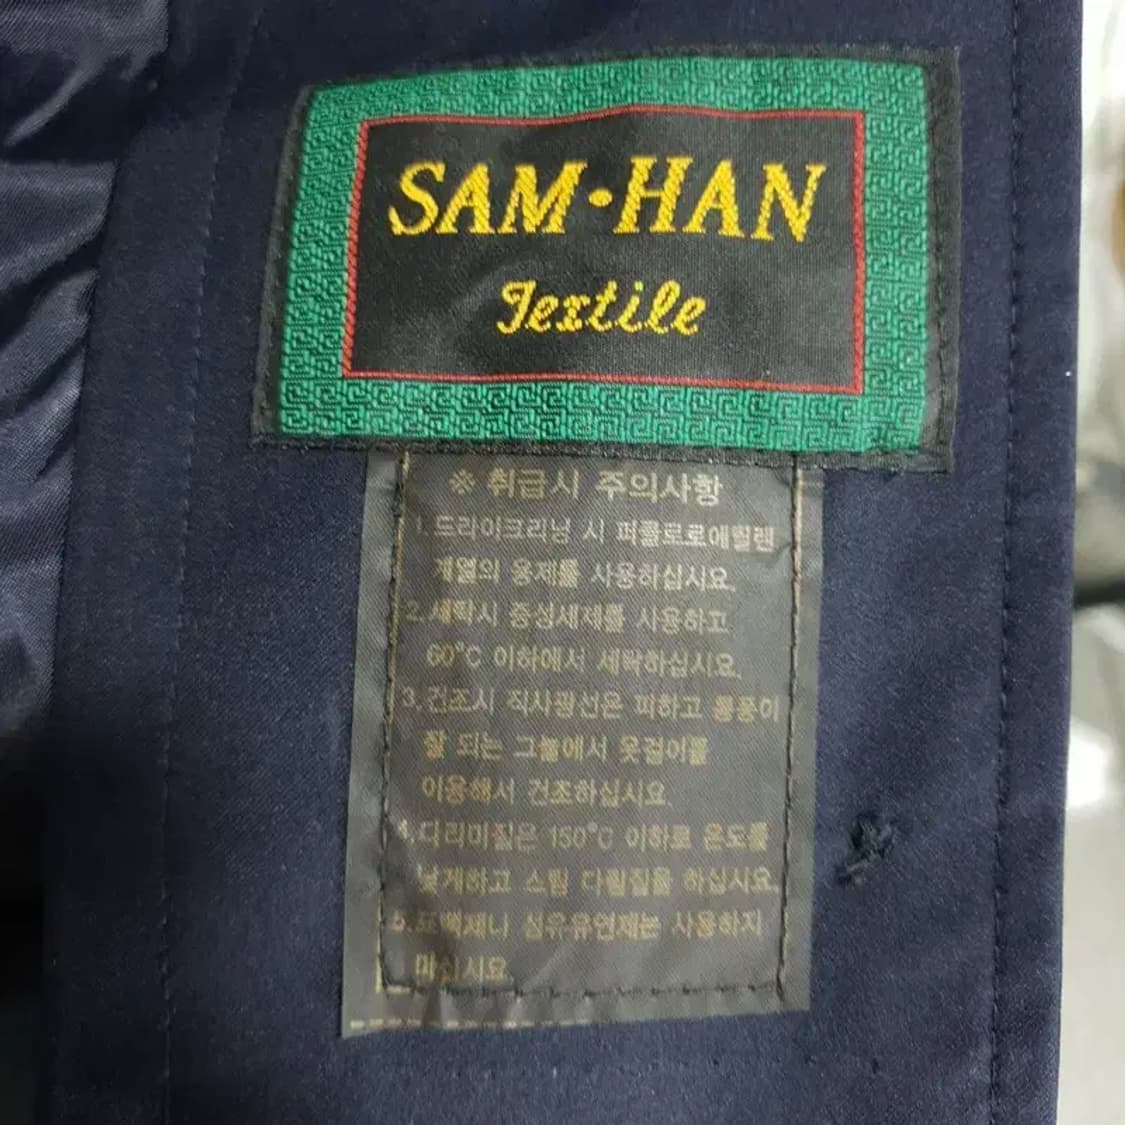 SAM·HAN
Textile
※ 취급시 주의사항
1. 드라이크리닝 시 퍼클로로에틸렌
계열의 용제를 사용하십시요.
2.세탁시 중성세제를 사용하고
60°C 이하에서 세탁하십시요.
3.건조시 직사광선은 피하고 통풍이
잘 되는 그늘에서 옷걸이를
이용해서 건조하십시요.
4.다리미질은 150°C 이하로 온도를
낮게하고 스팀 다림질을 하십시요.
5.표백제나 섬유유연제는 사용하지
마십시요.